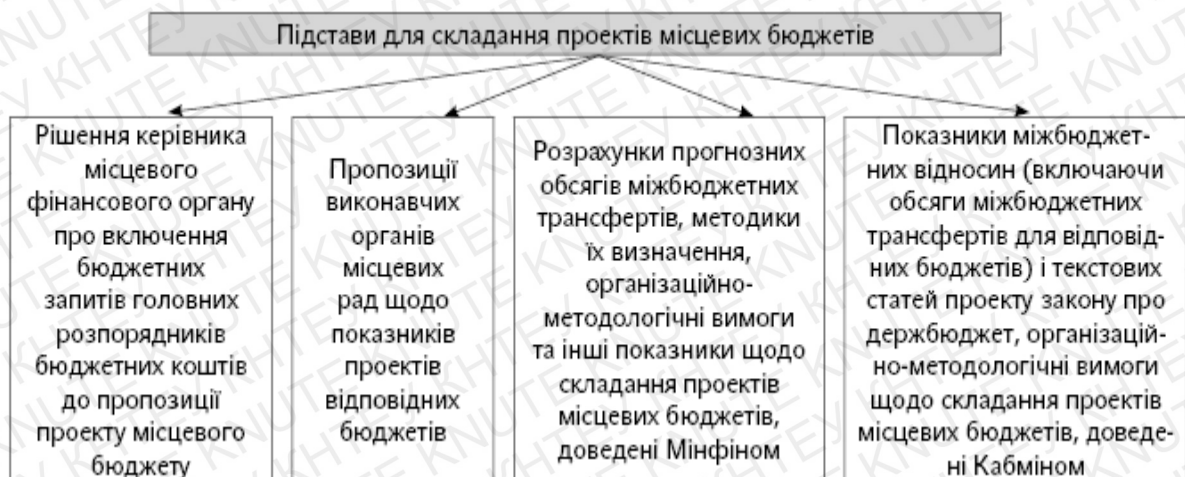 Підстави для складання проектів місцевих бюджетів
Рішення керівника
місцевого
фінансового органу
про включення
бюджетних
запитів головних
розпорядників
бюджетних коштів
до пропозиції
проекту місцевого
бюджету
Пропозиції
виконавчих
органів
місцевих
рад щодо
показників
проектів
відповідних
бюджетів
Розрахунки прогнозних
обсягів міжбюджетних
трансфертів, методики
їх визначення,
організаційно-
методологічні вимоги
та інші показники щодо
складання проектів
місцевих бюджетів,
доведені Мінфіном
Показники міжбюджет-
них відносин (включаючи
обсяги міжбюджетних
трансфертів для відповід-
них бюджетів) і текстових
статей проекту закону про
держбюджет, організацій-
но-методологічні вимоги
щодо складання проектів
місцевих бюджетів, доведе-
ні Кабміном